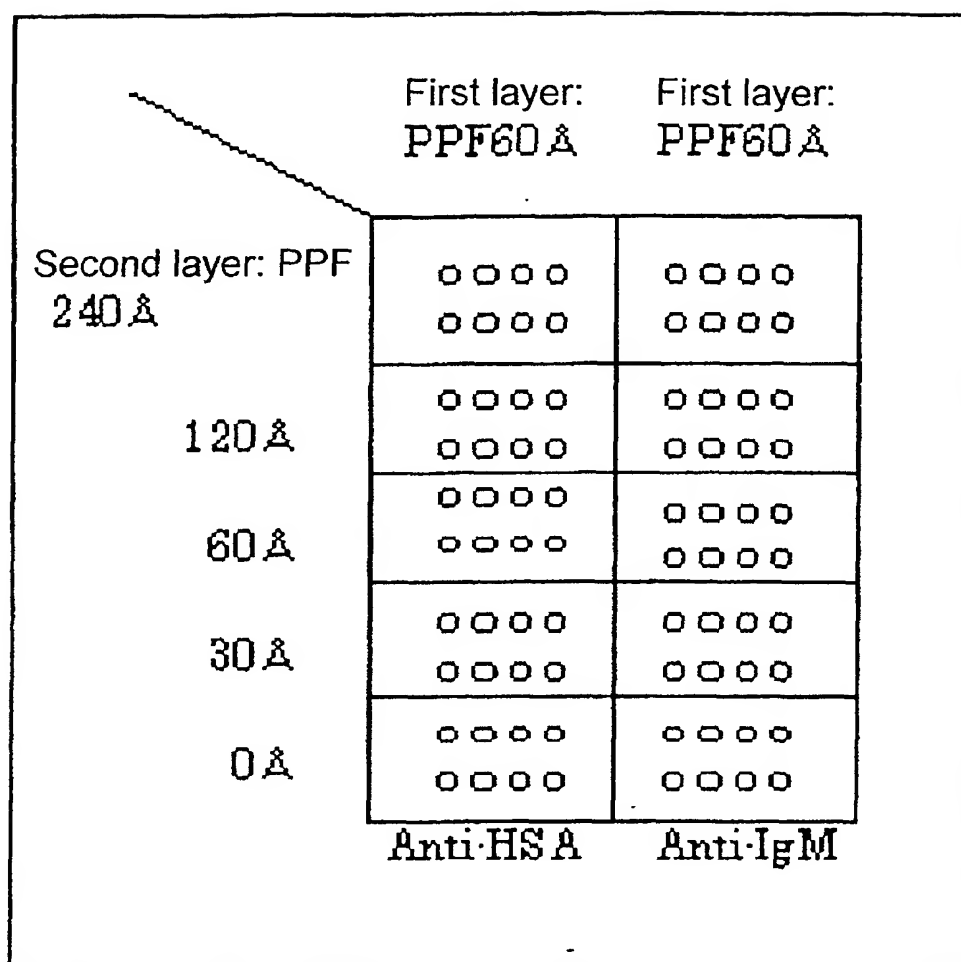 First layer: First layer:
PPF60Å PPF60Å
Second layer: PPF
240Å
120Å
60Å
30Å
0Å
Anti·HSA Anti·IgM